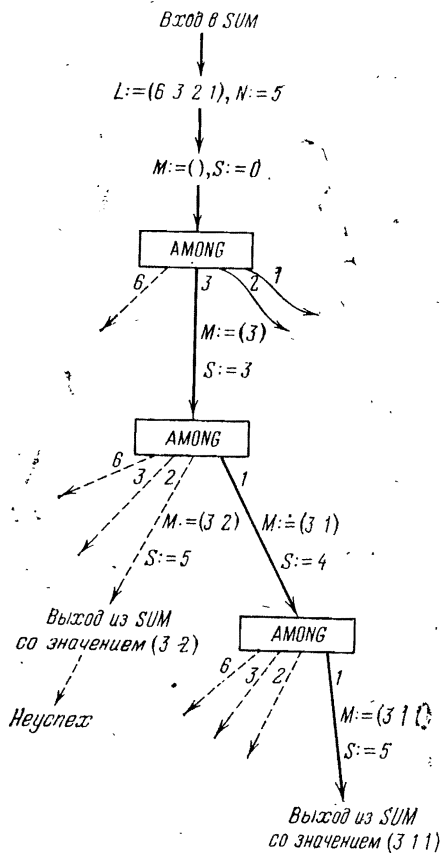 Вход в SUM
L:=(6 3 2 1), N:=5
M:=(), S:=0
AMONG
6 3 2 1
M:=(3)
S:=3
AMONG
6 3 2 1
M:=(3 2) M:=(3 1)
S:=5 S:=4
Выход из SUM
со значением (3 2)
Неуспех
AMONG
6 3 2 1
M:=(3 1 1)
S:=5
Выход из SUM
со значением (3 1 1)